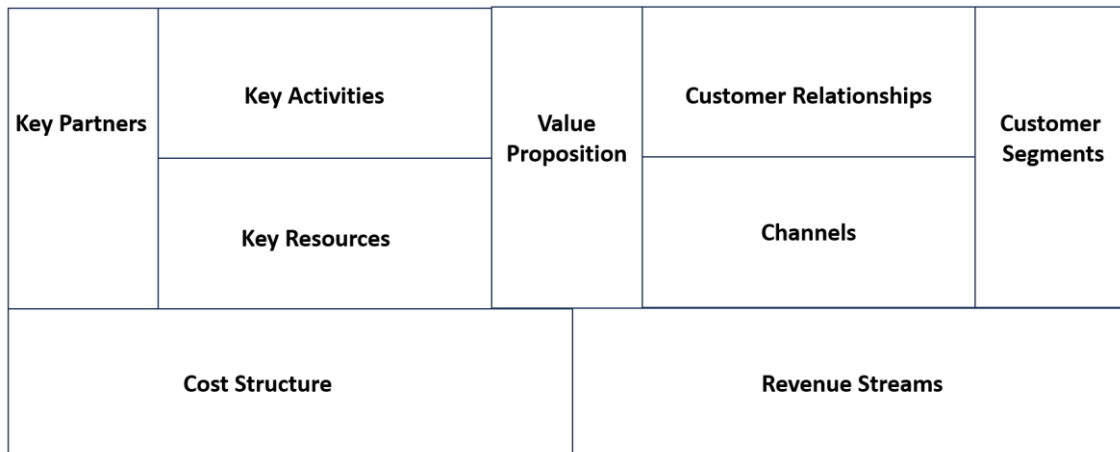 Key Partners
Key Activities
Key Resources
Value
Proposition
Customer Relationships
Channels
Customer
Segments
Cost Structure
Revenue Streams